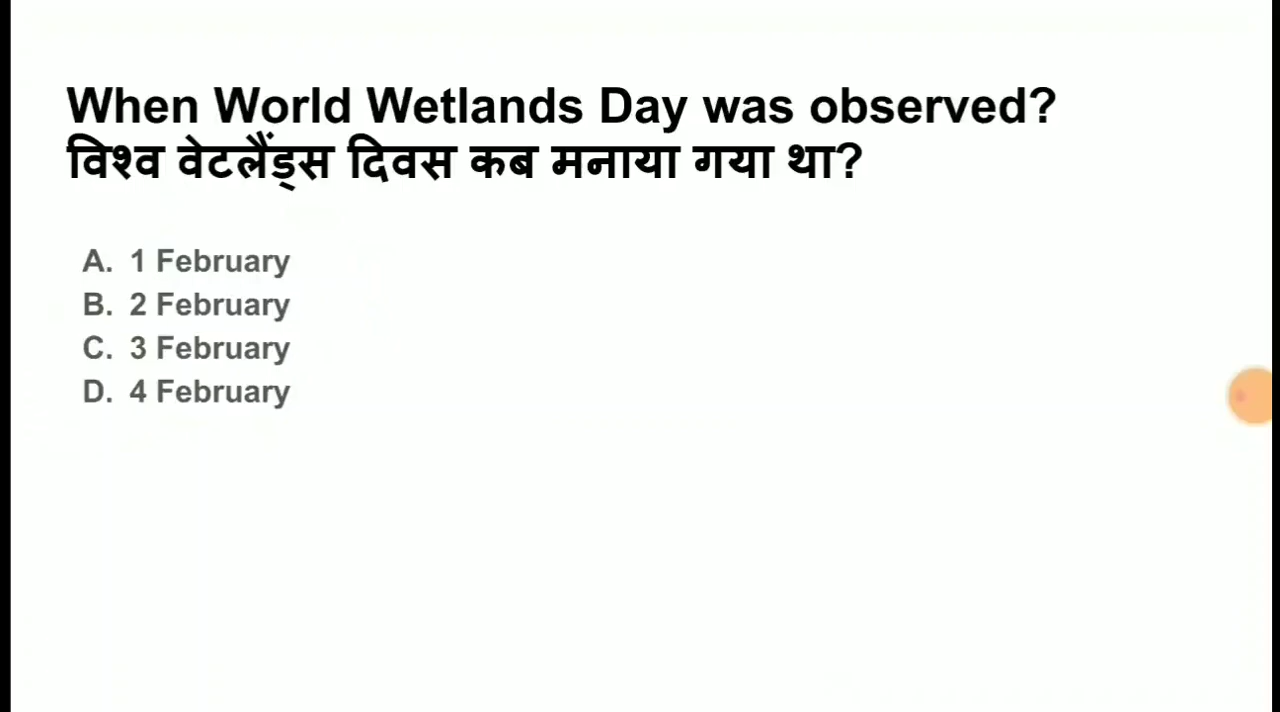 When World Wetlands Day was observed?
विश्व वेटलैंड्स दिवस कब मनाया गया था?
A. 1 February
B. 2 February
C. 3 February
D. 4 February